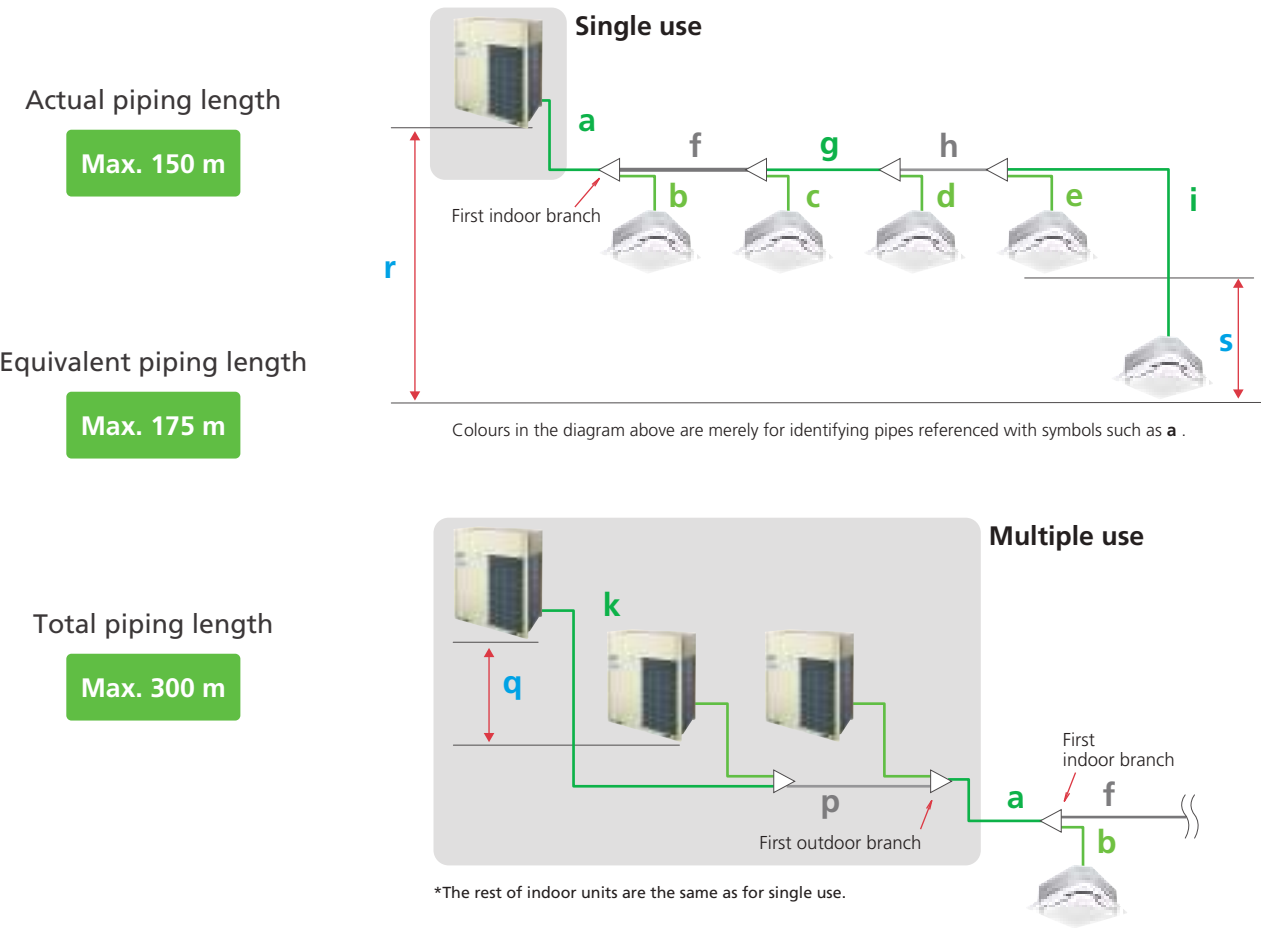 Single use
Actual piping length
Max. 150 m
a
f
g
h
b
c
d
e
i
First indoor branch
r
s
Equivalent piping length
Max. 175 m
Colours in the diagram above are merely for identifying pipes referenced with symbols such as a .
Multiple use
Total piping length
Max. 300 m
k
q
First
indoor branch
p
a
f
b
First outdoor branch
*The rest of indoor units are the same as for single use.